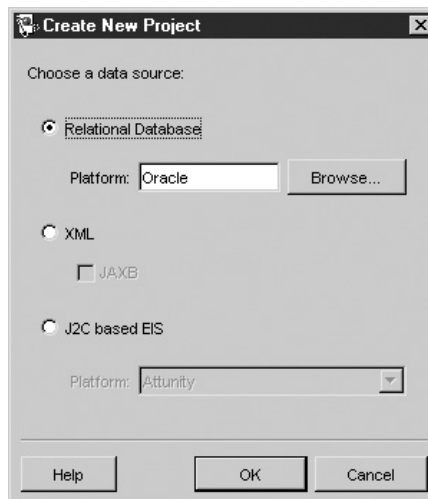 Create New Project
Choose a data source:
Relational Database
Platform: Oracle Browse...
XML
JAXB
J2C based EIS
Platform: Attunity
Help OK Cancel